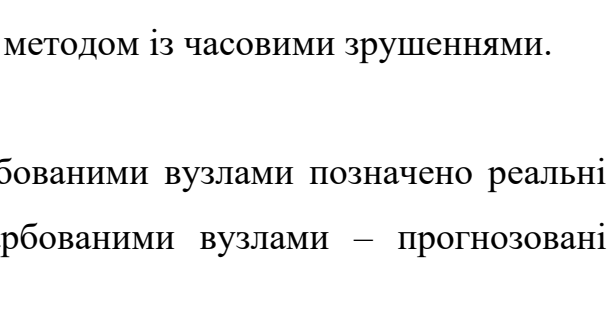 методом із часовими зрушеннями.
бованими вузлами позначено реальні
рбованими вузлами – прогнозовані